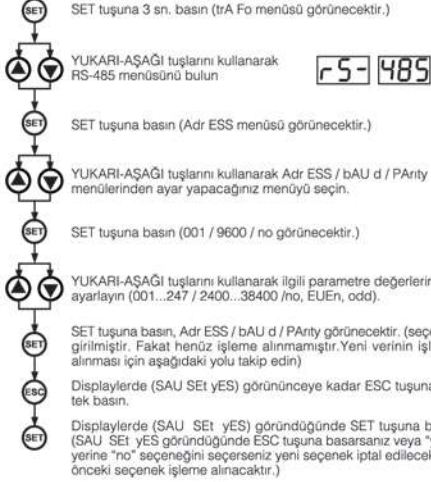 SET
SET tuşuna 3 sn. basın (trA Fo menüsü görünecektir.)
YUKARI-AŞAĞI tuşlarını kullanarak
RS-485 menüsünü bulun
rS- 485
SET
SET tuşuna basın (Adr ESS menüsü görünecektir.)
YUKARI-AŞAĞI tuşlarını kullanarak Adr ESS / bAU d / PArıty
menülerinden ayar yapacağınız menüyü seçin.
SET
SET tuşuna basın (001 / 9600 / no görünecektir.)
YUKARI-AŞAĞI tuşlarını kullanarak ilgili parametre
ayarlayın (001...247 / 2400...38400 /no, EUEn, odd).
SET
SET tuşuna basın, Adr ESS / bAU d / PArıty görünecektir.
girilmiştir. Fakat henüz işleme alınmamıştır.Yeni verinin
alınması için aşağıdaki yolu takip edin)
ESC
Displaylerde (SAU SEt yES) görününceye kadar ESC
tek basın.
SET
Displaylerde (SAU SEt yES) göründüğünde SET tuşuna
(SAU SEt yES göründüğünde ESC tuşuna basarsanız veya
yerine "no" seçeneğini seçerseniz yeni seçenek iptal
önceki seçenek işleme alınacaktır.)